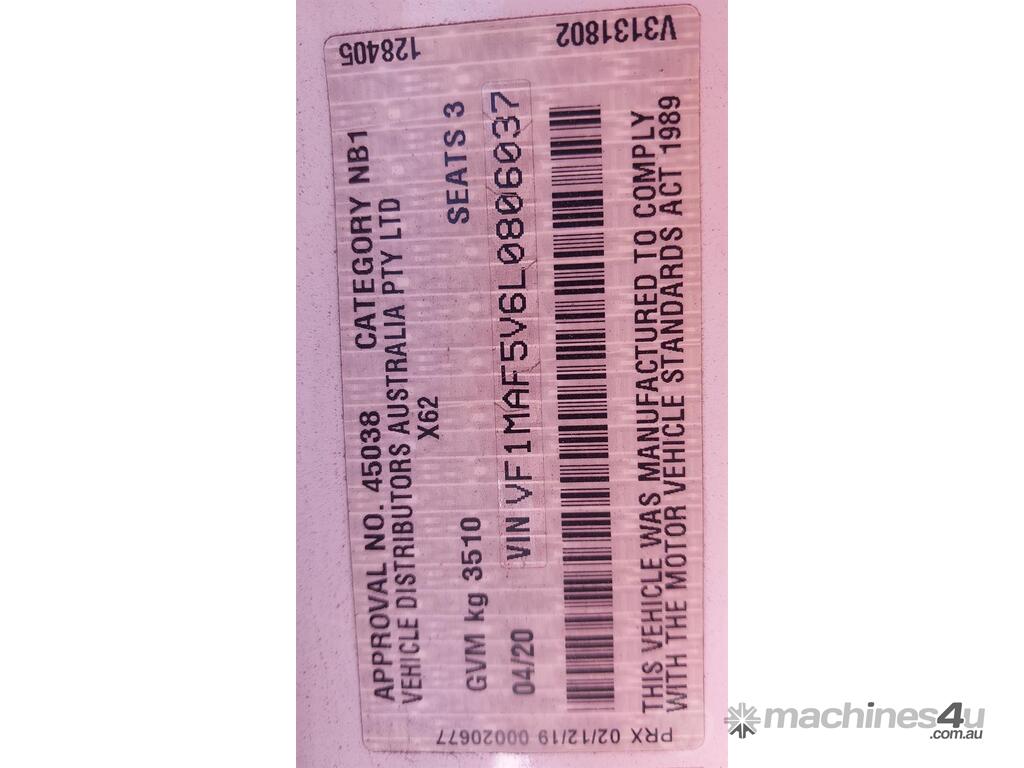 128405
V3131802
APPROVAL NO. 45038 CATEGORY NB1
VEHICLE DISTRIBUTORS AUSTRALIA PTY LTD
X62
GVM kg 3510 SEATS 3
04/20 VIN VF1MAF5V6L0806037
THIS VEHICLE WAS MANUFACTURED TO COMPLY
WITH THE MOTOR VEHICLE STANDARDS ACT 1989
PRX 02/12/19 00020677
machines4u
.com.au